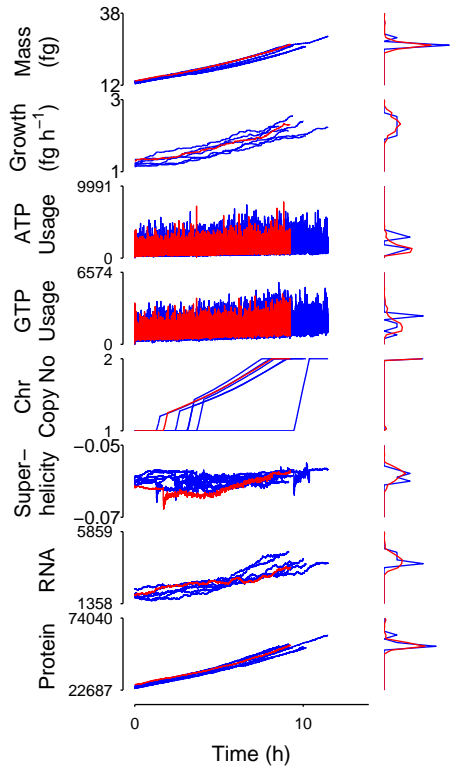 38
Mass
(fg)
12
3
Growth
(fg h⁻¹)
1
9991
ATP
Usage
0
6574
GTP
Usage
0
2
Chr
Copy No
1
−0.05
Super−
helicity
−0.07
5859
RNA
1358
74040
Protein
22687
0 10
Time (h)